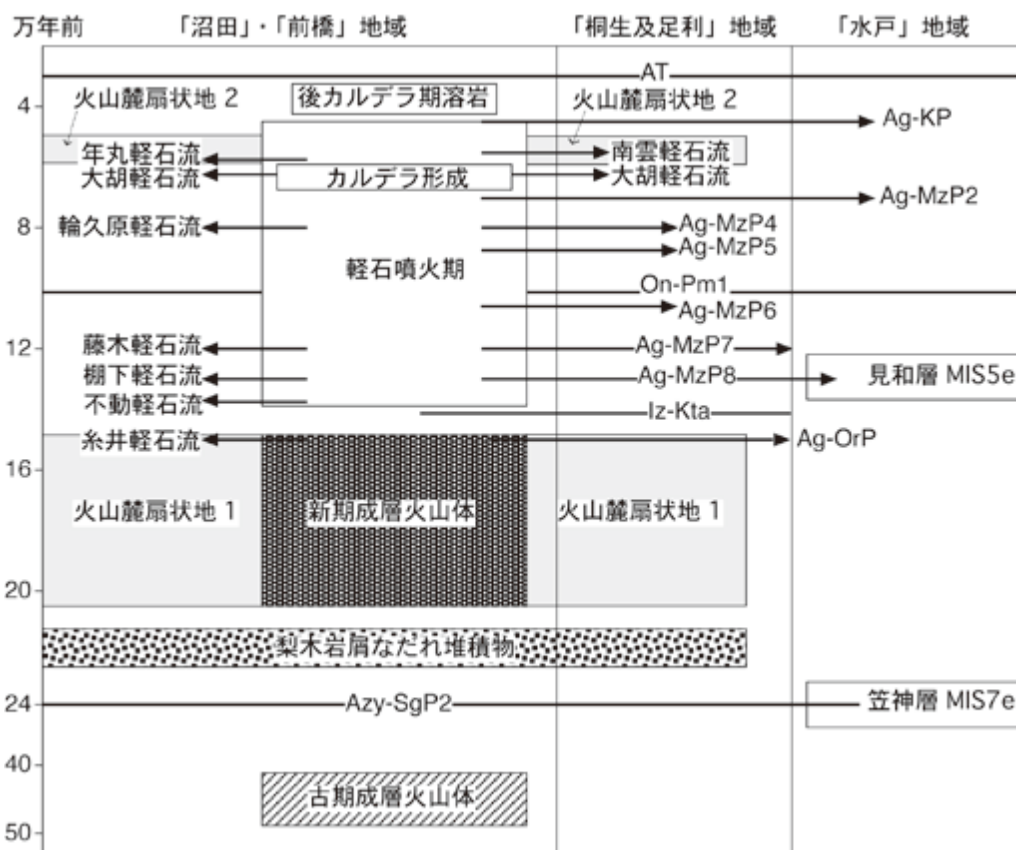 万年前
「沼田」・「前橋」地域
「桐生及足利」地域
「水戸」地域
AT
4
火山麓扇状地 2
後カルデラ期溶岩
火山麓扇状地 2
Ag-KP
年丸軽石流
南雲軽石流
大胡軽石流
カルデラ形成
大胡軽石流
Ag-MzP2
8
輪久原軽石流
Ag-MzP4
Ag-MzP5
軽石噴火期
On-Pm1
Ag-MzP6
12
藤木軽石流
Ag-MzP7
棚下軽石流
Ag-MzP8
見和層 MIS5e
不動軽石流
Iz-Kta
糸井軽石流
Ag-OrP
16
火山麓扇状地 1
新期成層火山体
火山麓扇状地 1
20
梨木岩屑なだれ堆積物
24
Azy-SgP2
笠神層 MIS7e
40
古期成層火山体
50